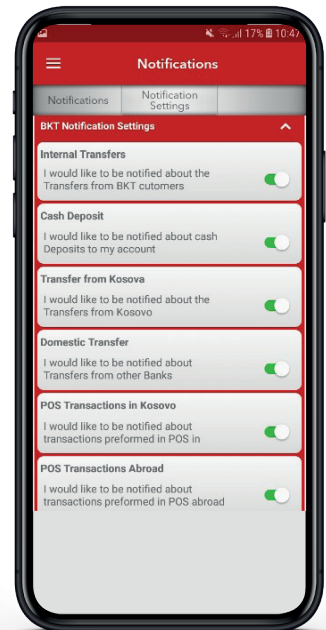 17% 10:47
Notifications
Notifications
Notification
Settings
BKT Notification Settings
Internal Transfers
I would like to be notified about the
Transfers from BKT cutomers
Cash Deposit
I would like to be notified about cash
Deposits to my account
Transfer from Kosova
I would like to be notified about the
Transfers from Kosovo
Domestic Transfer
I would like to be notified about
Transfers from other Banks
POS Transactions in Kosovo
I would like to be notified about
transactions preformed in POS in
POS Transactions Abroad
I would like to be notified about
transactions preformed in POS abroad